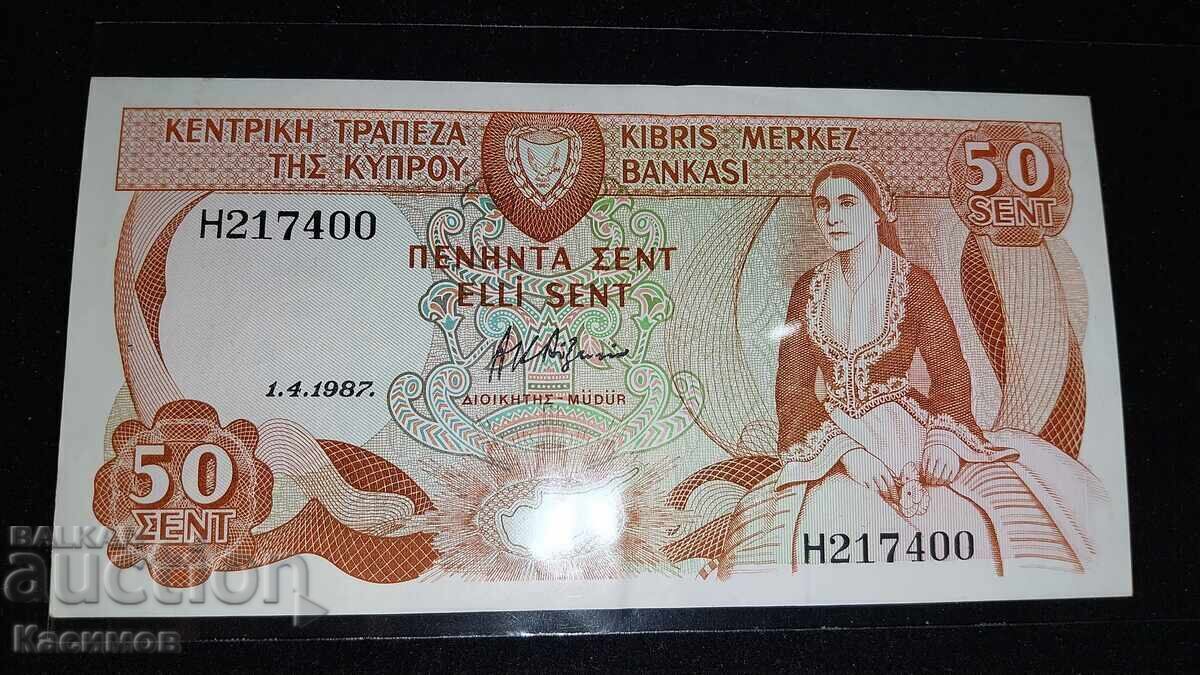 ΚΕΝΤΡΙΚΗ ΤΡΑΠΕΖΑ
ΤΗΣ ΚΥΠΡΟΥ
KIBRIS MERKEZ
BANKASI
50
SENT
H217400
ΠΕΝΗΝΤΑ ΣΕΝΤ
ELLİ SENT
1.4.1987.
ΔΙΟΙΚΗΤΗΣ - MÜDÜR
50
ΣΕΝΤ
H217400
BALKAN
auction
Касимов